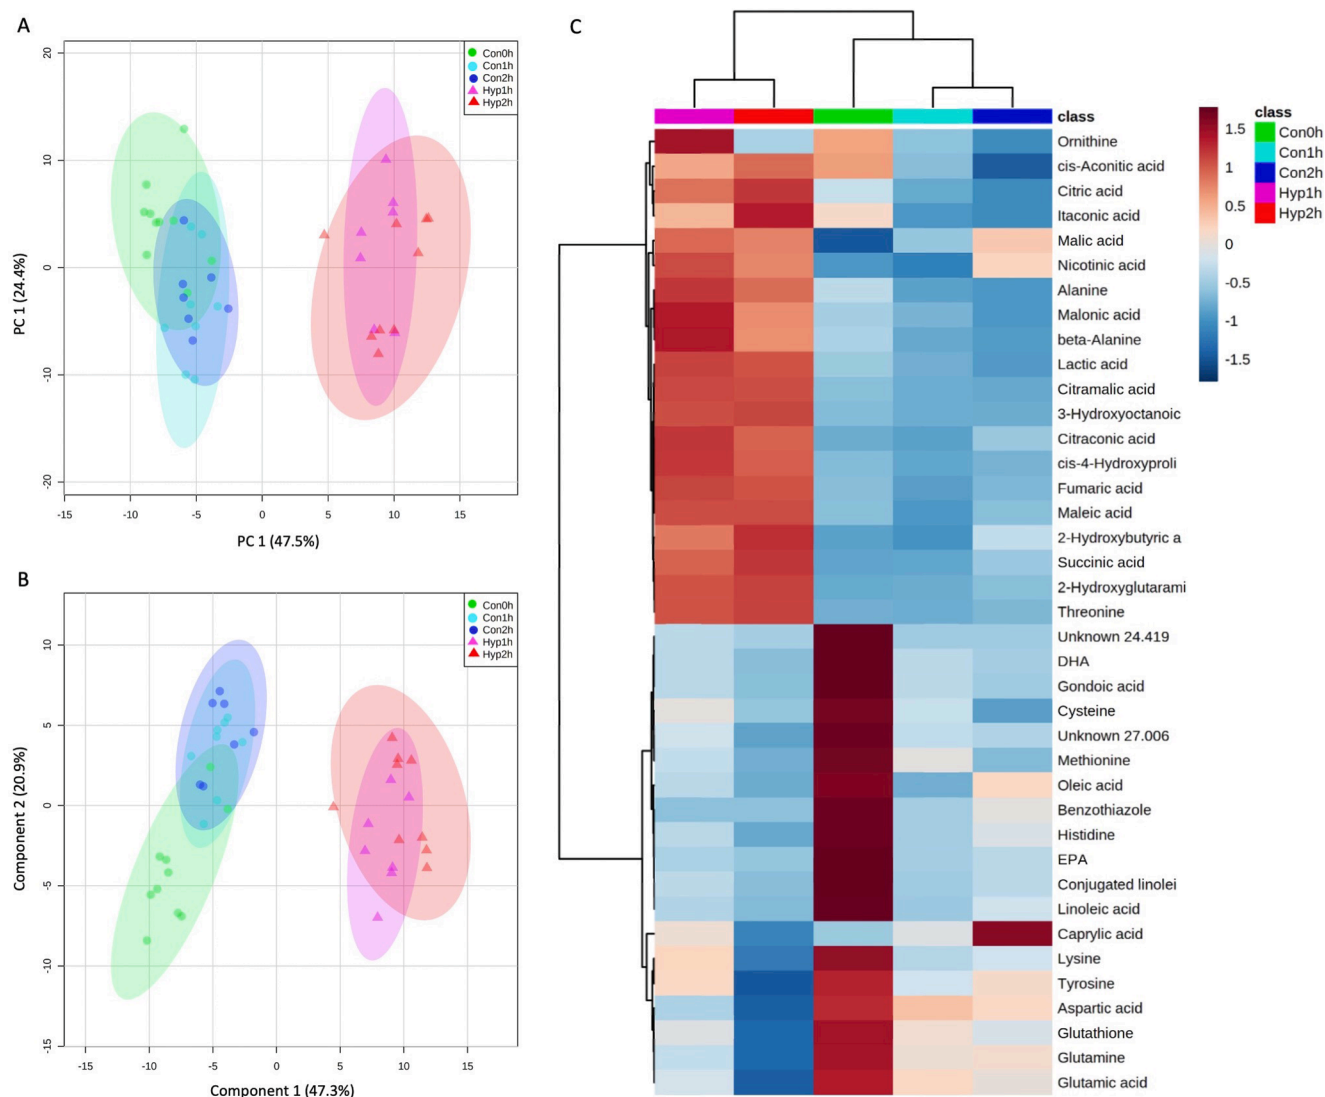 A
20
10
0
-10
-20
PC 1 (24.4%)
-15
-10
-5
0
5
10
15
PC 1 (47.5%)
Con0h
Con1h
Con2h
Hyp1h
Hyp2h
B
10
5
0
-5
-10
-15
Component 2 (20.9%)
-15
-10
-5
0
5
10
15
Component 1 (47.3%)
Con0h
Con1h
Con2h
Hyp1h
Hyp2h
C
class
Ornithine
cis-Aconitic acid
Citric acid
Itaconic acid
Malic acid
Nicotinic acid
Alanine
Malonic acid
beta-Alanine
Lactic acid
Citramalic acid
3-Hydroxyoctanoic
Citraconic acid
cis-4-Hydroxyproli
Fumaric acid
Maleic acid
2-Hydroxybutyric a
Succinic acid
2-Hydroxyglutarami
Threonine
Unknown 24.419
DHA
Gondoic acid
Cysteine
Unknown 27.006
Methionine
Oleic acid
Benzothiazole
Histidine
EPA
Conjugated linolei
Linoleic acid
Caprylic acid
Lysine
Tyrosine
Aspartic acid
Glutathione
Glutamine
Glutamic acid
1.5
1
0.5
0
-0.5
-1
-1.5
class
Con0h
Con1h
Con2h
Hyp1h
Hyp2h